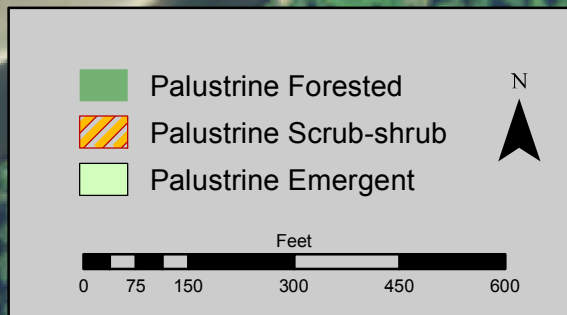 N
Palustrine Forested
Palustrine Scrub-shrub
Palustrine Emergent
Feet
0 75 150 300 450 600